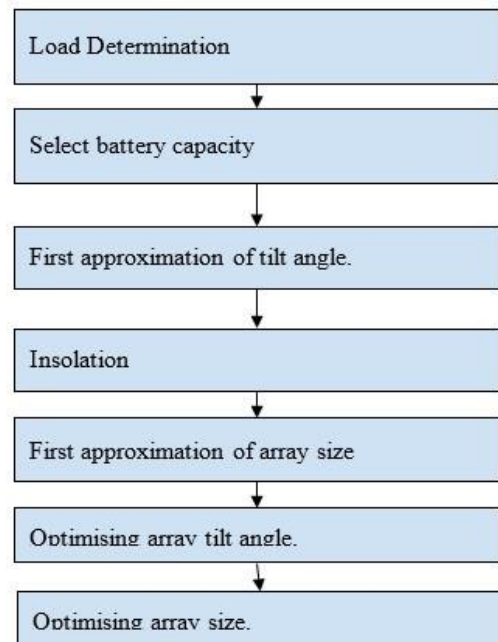 Load Determination
Select battery capacity
First approximation of tilt angle.
Insolation
First approximation of array size
Optimising array tilt angle.
Optimising array size.